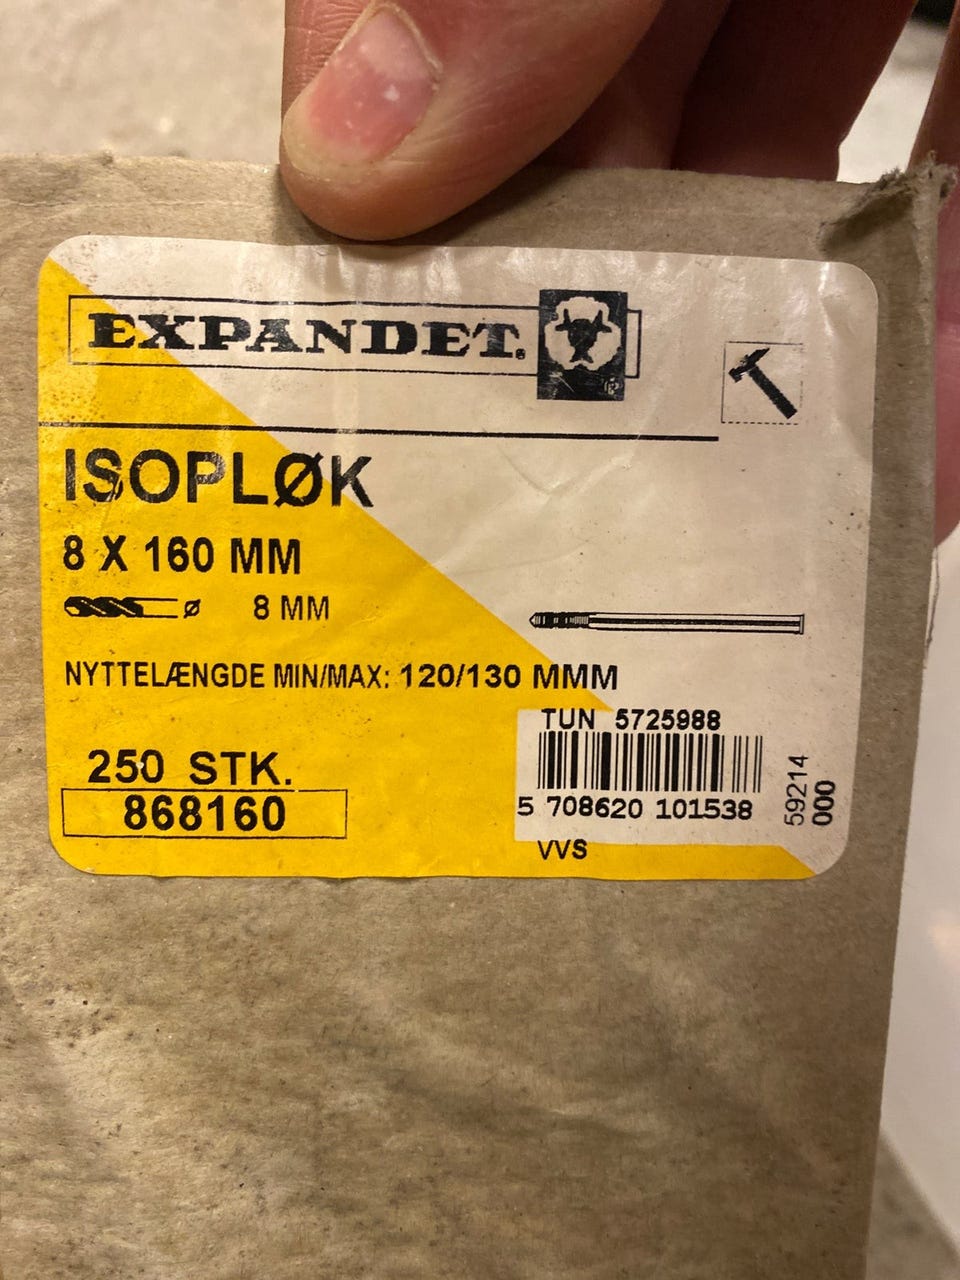 EXPANDET®
ISOPLØK
8 X 160 MM
ø 8 MM
NYTTELÆNGDE MIN/MAX: 120/130 MMM
250 STK.
868160
TUN 5725988
5 708620 101538
VVS
59214
000